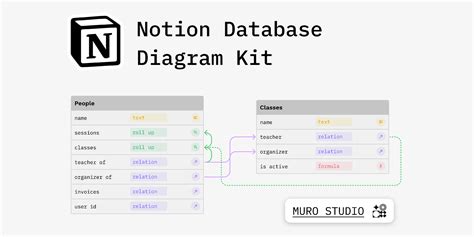 N
Notion Database
Diagram Kit
People
name text
sessions roll up
classes roll up
teacher of relation
organizer of relation
invoices relation
user id relation
Classes
name text
teacher relation
organizer relation
is active formula
MURO STUDIO